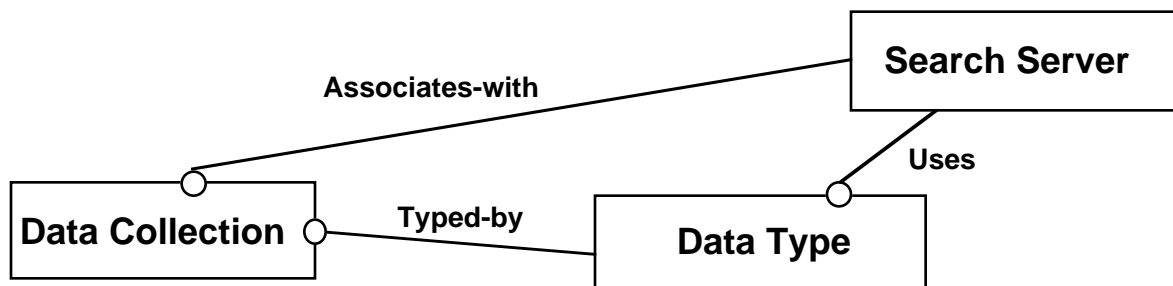 Search Server
Associates-with
Uses
Data Collection
Typed-by
Data Type